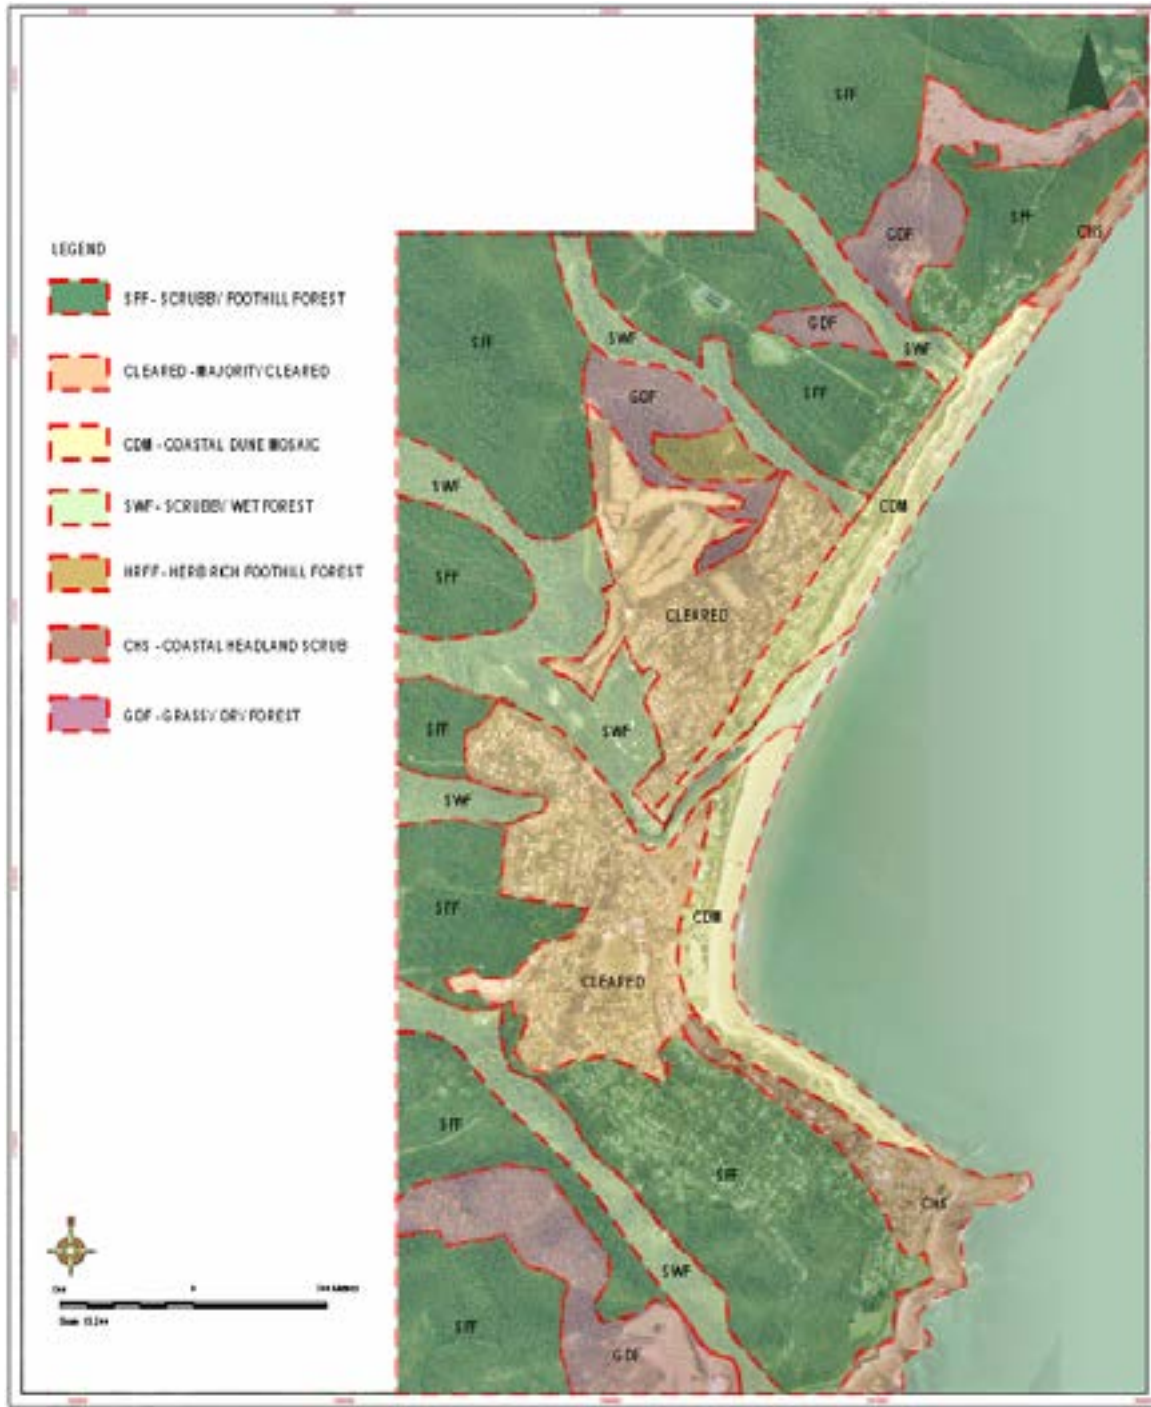 SFF
SFF
CHS
GDF
LEGEND
SFF - SCRUBBY FOOTHILL FOREST
GDF
SWF
SFF
SWF
CLEARED - MAJORITY CLEARED
GDF
SFF
CDM - COASTAL DUNE MOSAIC
SWF
CDM
SWF - SCRUBBY WET FOREST
HRFF - HERB RICH FOOTHILL FOREST
SFF
CLEARED
CHS - COASTAL HEADLAND SCRUB
GDF - GRASSY DRY FOREST
SFF
SWF
SWF
SFF
CDM
CLEARED
SFF
SFF
CHS
SWF
SFF
GDF